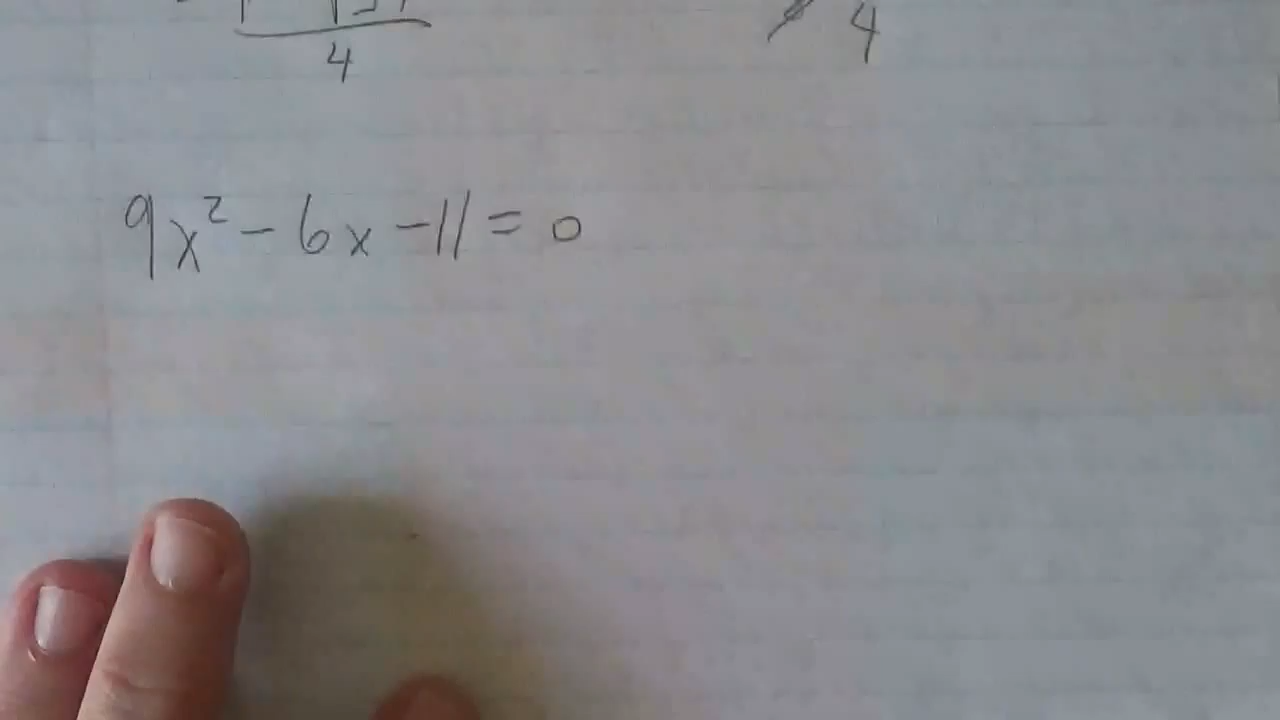 4
4
9x² - 6x - 11 = 0